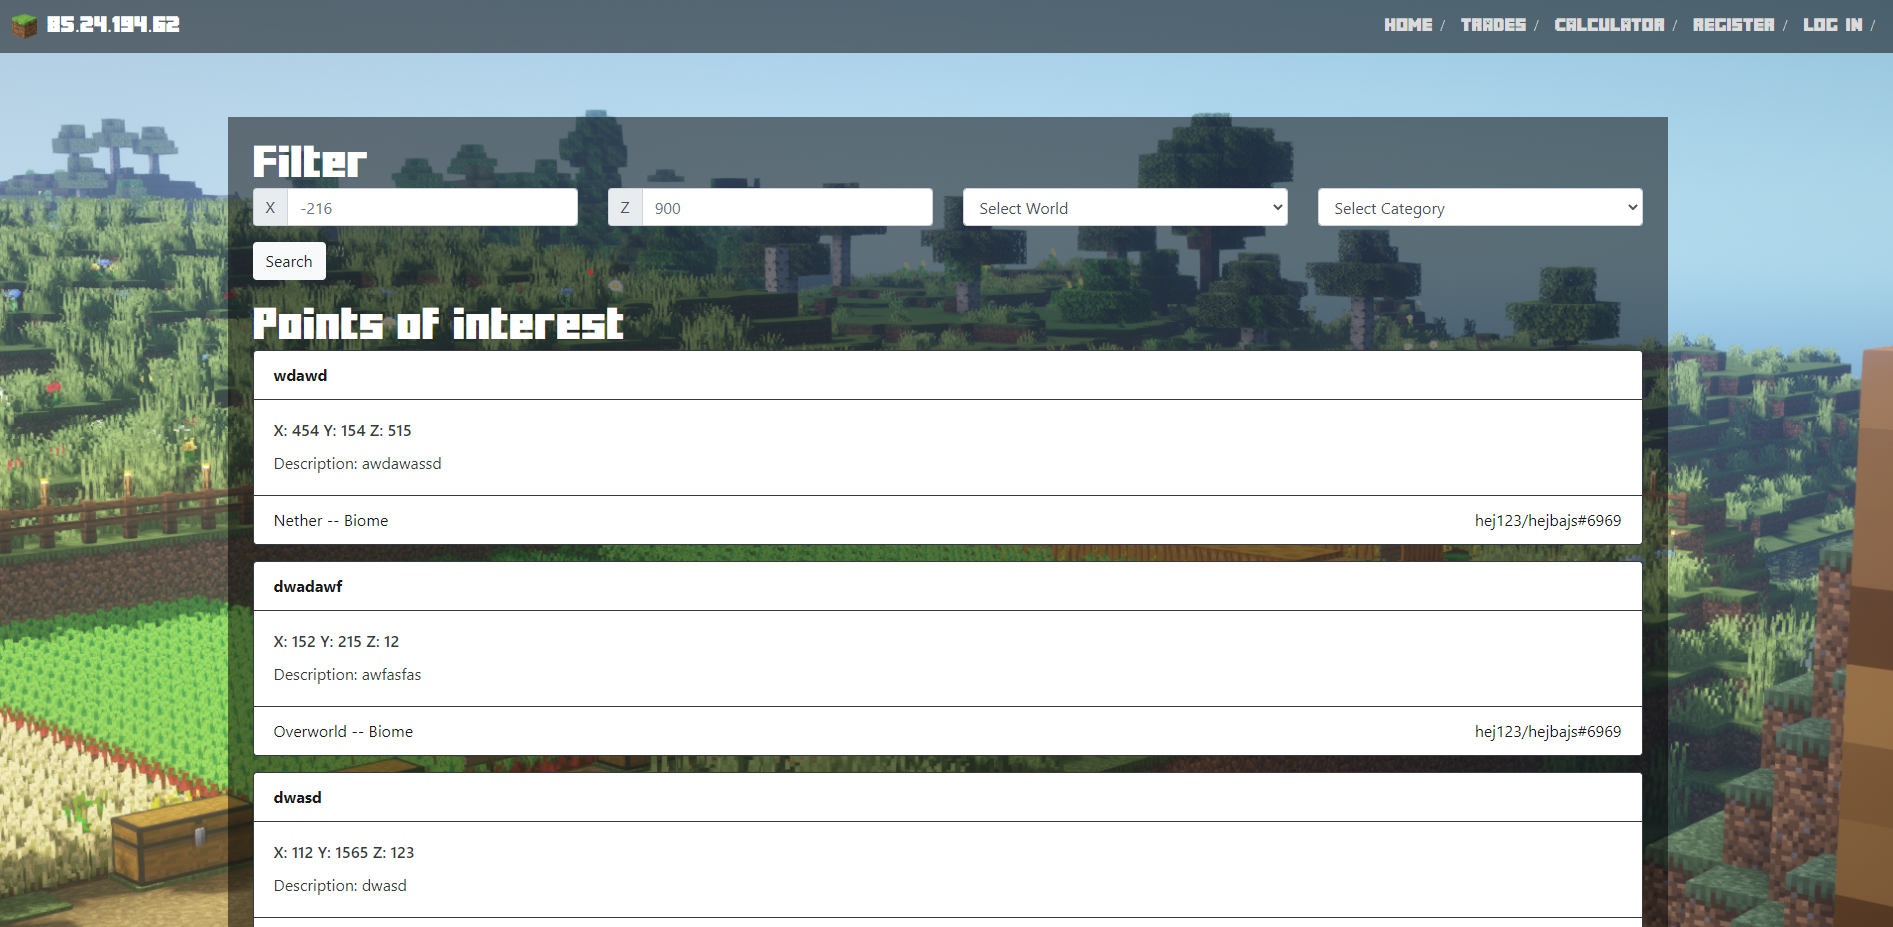 85.24.194.62
HOME / TRADES / CALCULATOR / REGISTER / LOG IN /
Filter
X -216 Z 900 Select World Select Category
Search
Points of interest
wdawd
X: 454 Y: 154 Z: 515
Description: awdawassd
Nether -- Biome hej123/hejbajs#6969
dwadawf
X: 152 Y: 215 Z: 12
Description: awfasfas
Overworld -- Biome hej123/hejbajs#6969
dwasd
X: 112 Y: 1565 Z: 123
Description: dwasd